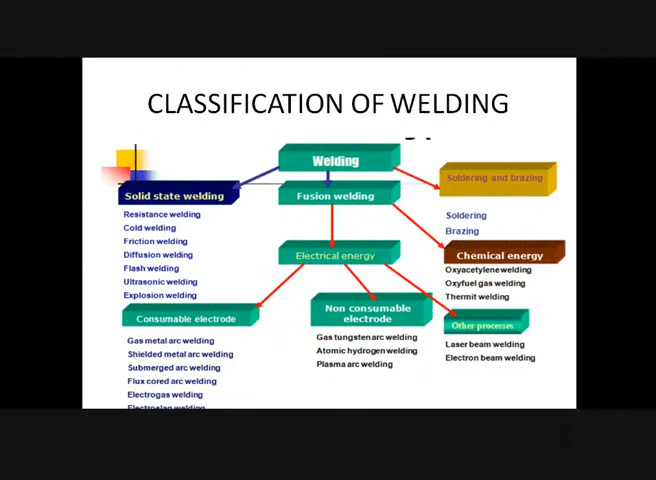 CLASSIFICATION OF WELDING
Welding
Soldering and brazing
Solid state welding
Fusion welding
Resistance welding
Cold welding
Friction welding
Diffusion welding
Flash welding
Ultrasonic welding
Explosion welding
Soldering
Brazing
Electrical energy
Chemical energy
Oxyacetylene welding
Oxyfuel gas welding
Thermit welding
Consumable electrode
Non consumable
electrode
Other processes
Gas metal arc welding
Shielded metal arc welding
Submerged arc welding
Flux cored arc welding
Electrogas welding
Electroslag welding
Gas tungsten arc welding
Atomic hydrogen welding
Plasma arc welding
Laser beam welding
Electron beam welding